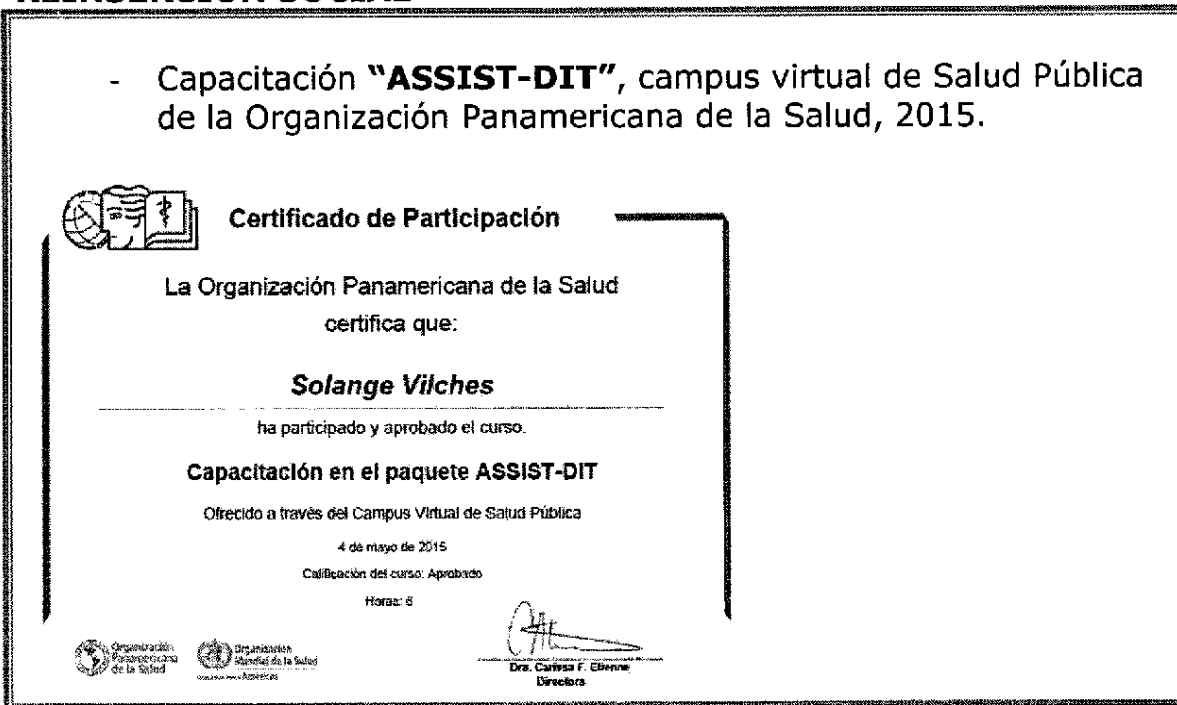 - Capacitación “ASSIST-DIT”, campus virtual de Salud Pública
de la Organización Panamericana de la Salud, 2015.
Certificado de Participación
La Organización Panamericana de la Salud
certifica que:
Solange Vilches
ha participado y aprobado el curso.
Capacitación en el paquete ASSIST-DIT
Ofrecido a través del Campus Virtual de Salud Pública
4 de mayo de 2015
Calificación del curso: Aprobado
Horas: 6
Organización
Panamericana
de la Salud
Organización
Mundial de la Salud
Américas
Dra. Carissa F. Etienne
Directora